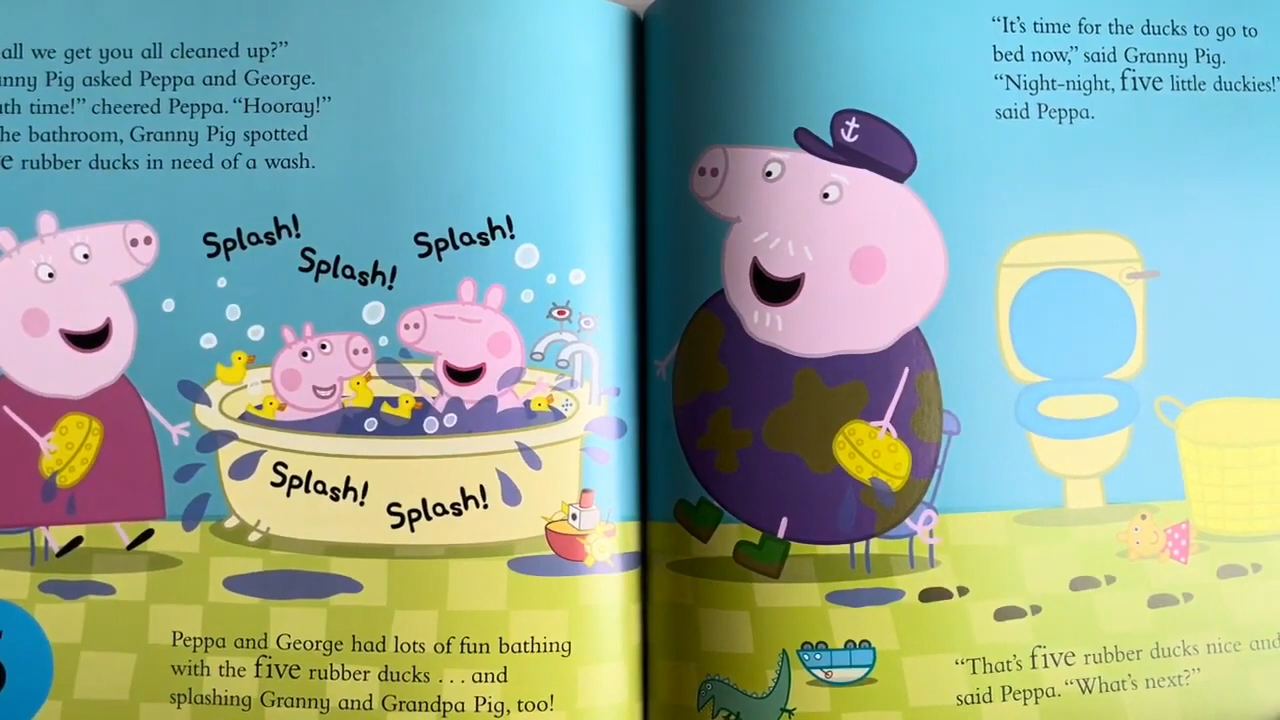 all we get you all cleaned up?”
nny Pig asked Peppa and George.
th time!” cheered Peppa. “Hooray!”
he bathroom, Granny Pig spotted
e rubber ducks in need of a wash.
Splash!
Splash!
Splash!
Splash!
Splash!
Peppa and George had lots of fun bathing
with the five rubber ducks . . . and
splashing Granny and Grandpa Pig, too!
“It’s time for the ducks to go to
bed now,” said Granny Pig.
“Night-night, five little duckies!”
said Peppa.
“That’s five rubber ducks nice and
said Peppa. “What’s next?”